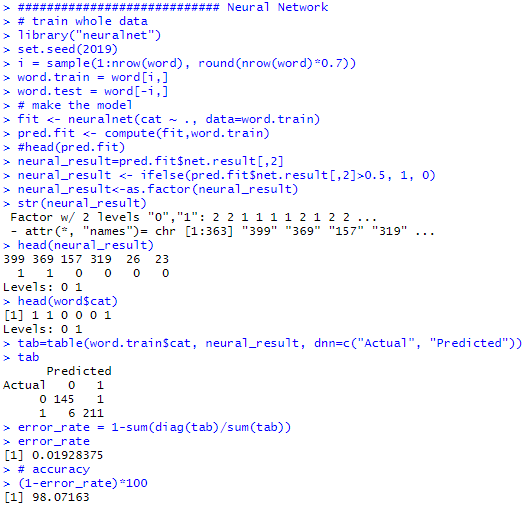 > ############################ Neural Network
> # train whole data
> library("neuralnet")
> set.seed(2019)
> i = sample(1:nrow(word), round(nrow(word)*0.7))
> word.train = word[i,]
> word.test = word[-i,]
> # make the model
> fit <- neuralnet(cat ~ ., data=word.train)
> pred.fit <- compute(fit,word.train)
> #head(pred.fit)
> neural_result=pred.fit$net.result[,2]
> neural_result <- ifelse(pred.fit$net.result[,2]>0.5, 1, 0)
> neural_result<-as.factor(neural_result)
> str(neural_result)
 Factor w/ 2 levels "0","1": 2 2 1 1 1 1 2 1 2 2 ...
 - attr(*, "names")= chr [1:363] "399" "369" "157" "319" ...
> head(neural_result)
399 369 157 319  26  23
  1   1   0   0   0   0
Levels: 0 1
> head(word$cat)
[1] 1 1 0 0 0 1
Levels: 0 1
> tab=table(word.train$cat, neural_result, dnn=c("Actual", "Predicted"))
> tab
      Predicted
Actual   0   1
     0 145   1
     1   6 211
> error_rate = 1-sum(diag(tab)/sum(tab))
> error_rate
[1] 0.01928375
> # accuracy
> (1-error_rate)*100
[1] 98.07163